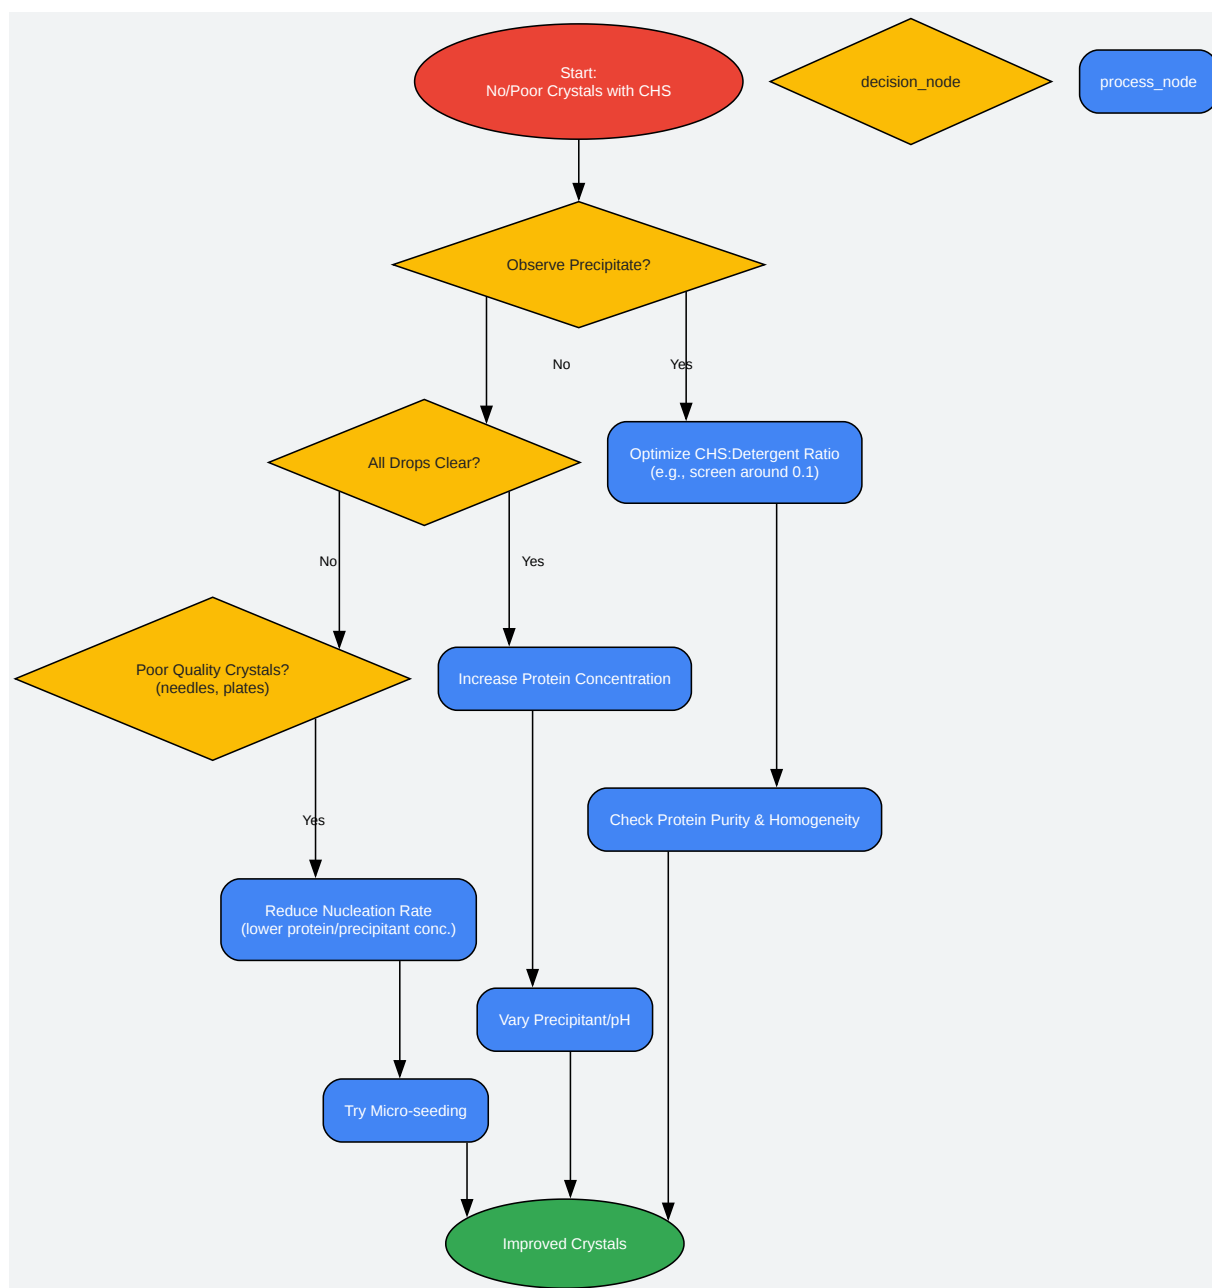 Start:
No/Poor Crystals with CHS
decision_node
process_node
Observe Precipitate?
No
Yes
All Drops Clear?
Optimize CHS:Detergent Ratio
(e.g., screen around 0.1)
No
Yes
Poor Quality Crystals?
(needles, plates)
Increase Protein Concentration
Yes
Check Protein Purity & Homogeneity
Reduce Nucleation Rate
(lower protein/precipitant conc.)
Vary Precipitant/pH
Try Micro-seeding
Improved Crystals